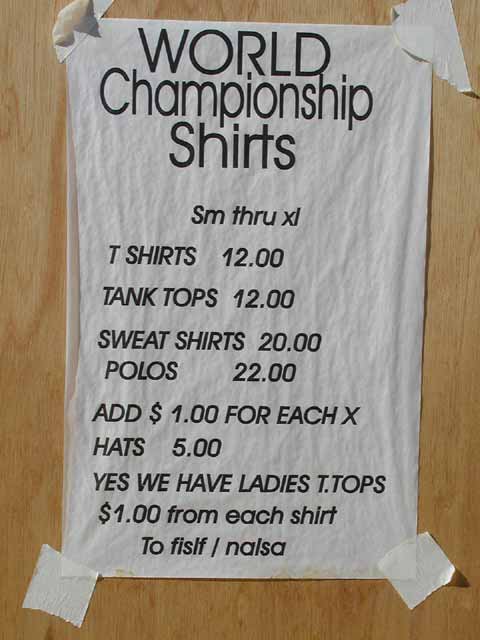 WORLD
Championship
Shirts
Sm thru xl
T SHIRTS 12.00
TANK TOPS 12.00
SWEAT SHIRTS 20.00
POLOS 22.00
ADD $ 1.00 FOR EACH X
HATS 5.00
YES WE HAVE LADIES T.TOPS
$1.00 from each shirt
To fislf / nalsa